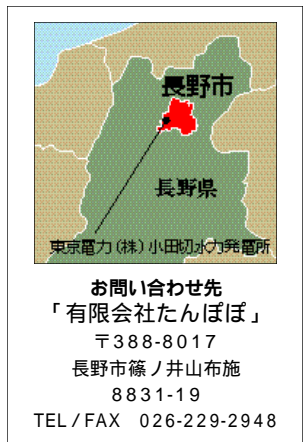 長野市
長野県
東京電力(株)小田切水力発電所
お問い合わせ先
「有限会社たんぽぽ」
〒388-8017
長野市篠ノ井山布施
8831-19
TEL/FAX 026-229-2948